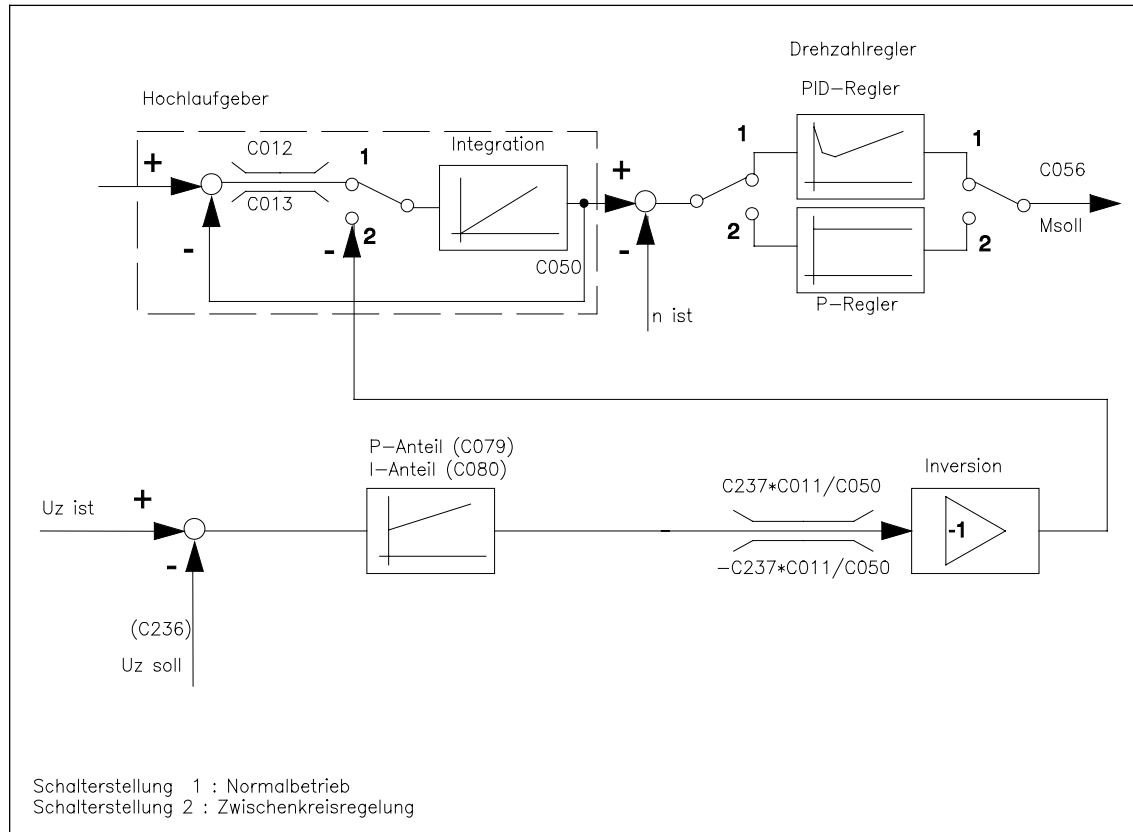 Drehzahlregler
PID-Regler
Hochlaufgeber
+
C012
C013
1
2
-
-
Integration
C050
+
-
n ist
1
2
1
2
P-Regler
C056
Msoll
P-Anteil (C079)
I-Anteil (C080)
Uz ist
+
-
(C236)
Uz soll
-
C237*C011/C050
-C237*C011/C050
Inversion
-1
Schalterstellung 1 : Normalbetrieb
Schalterstellung 2 : Zwischenkreisregelung